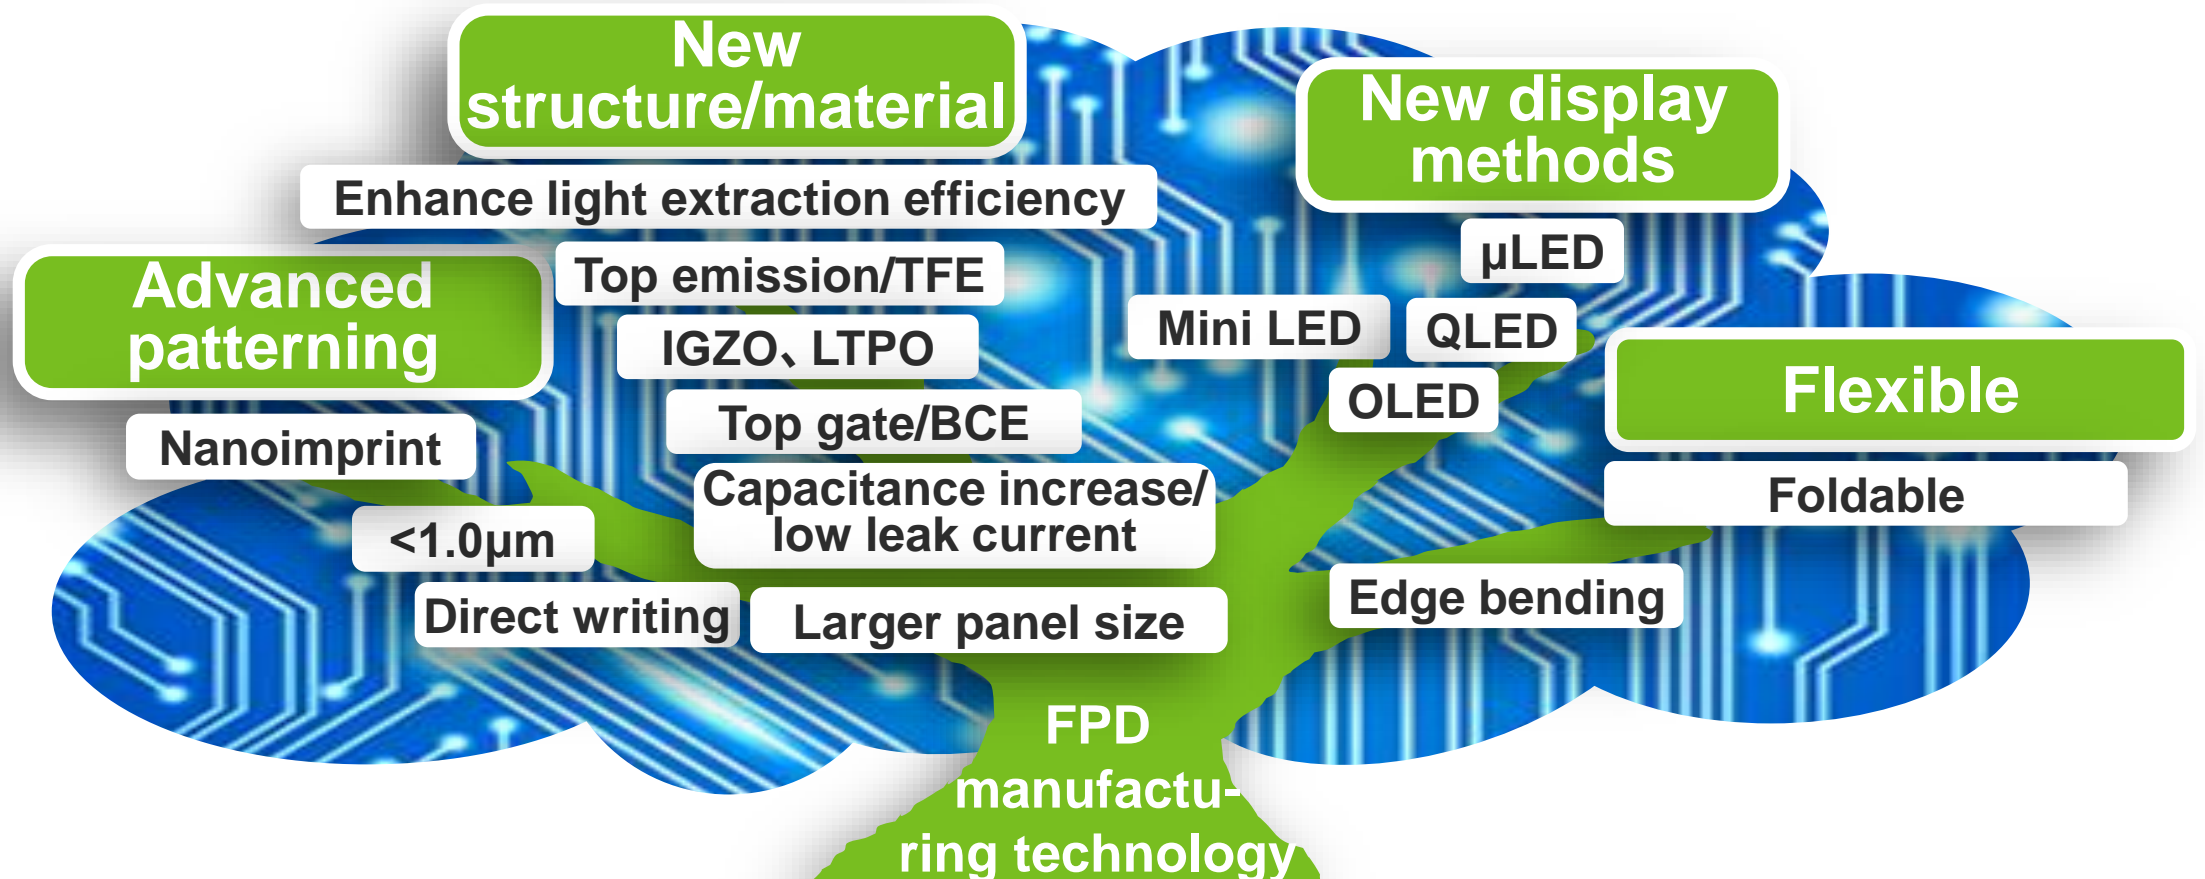 New
structure/material
Enhance light extraction efficiency
Top emission/TFE
IGZO、LTPO
Top gate/BCE
Capacitance increase/
low leak current
Larger panel size
Advanced
patterning
Nanoimprint
<1.0μm
Direct writing
New display
methods
μLED
Mini LED
QLED
OLED
Flexible
Foldable
Edge bending
FPD
manufactu-
ring technology